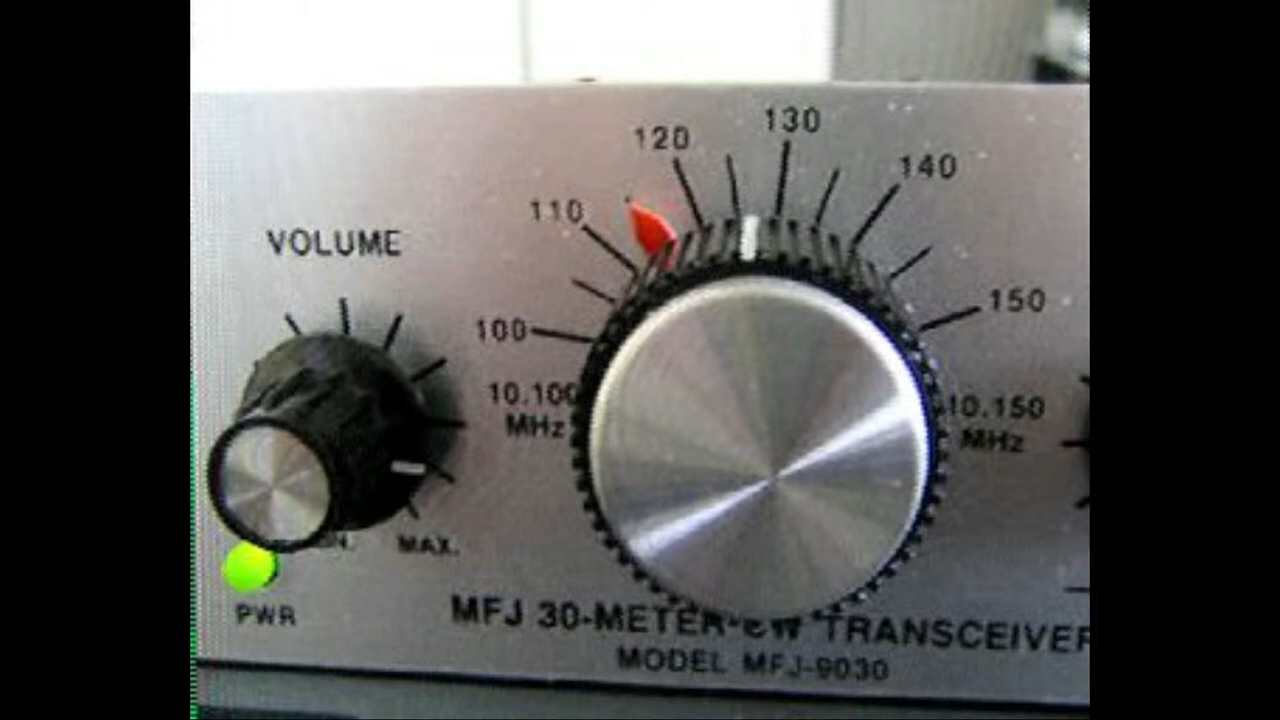 130
120
140
110
VOLUME
150
100
10.100
MHz
10.150
MHz
MAX.
PWR
MFJ 30-METER CW TRANSCEIVER
MODEL MFJ-9030